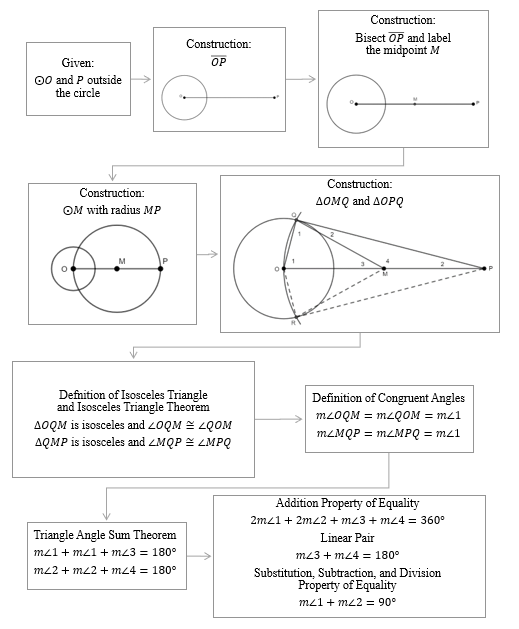 Given:
⊙O and P outside
the circle
Construction:
O͞P͞
O
P
Construction:
Bisect O͞P͞ and label
the midpoint M
O
M
P
Construction:
⊙M with radius MP
O
M
P
Construction:
ΔOMQ and ΔOPQ
Q
1
2
O
1
3
4
M
2
P
R
Definition of Isosceles Triangle
and Isosceles Triangle Theorem
ΔOQM is isosceles and ∠OQM ≅ ∠QOM
ΔQMP is isosceles and ∠MQP ≅ ∠MPQ
Definition of Congruent Angles
m∠OQM = m∠QOM = m∠1
m∠MQP = m∠MPQ = m∠1
Triangle Angle Sum Theorem
m∠1 + m∠1 + m∠3 = 180°
m∠2 + m∠2 + m∠4 = 180°
Addition Property of Equality
2m∠1 + 2m∠2 + m∠3 + m∠4 = 360°
Linear Pair
m∠3 + m∠4 = 180°
Substitution, Subtraction, and Division
Property of Equality
m∠1 + m∠2 = 90°